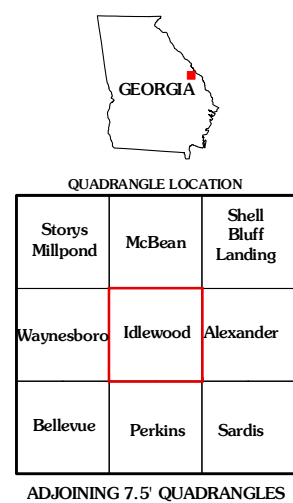 GEORGIA
QUADRANGLE LOCATION
Storys
Millpond
McBean
Shell
Bluff
Landing
Waynesboro
Idlewood
Alexander
Bellevue
Perkins
Sardis
ADJOINING 7.5' QUADRANGLES